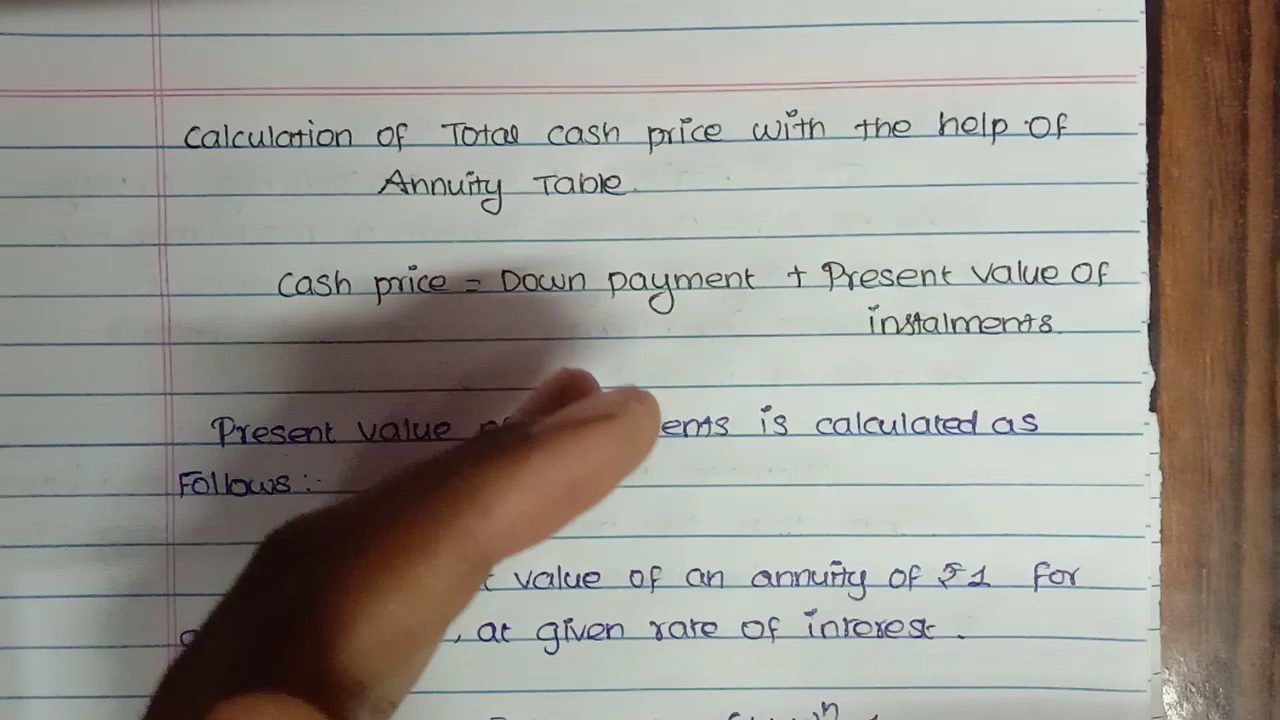 Calculation of Total cash price with the help of
Annuity Table.
Cash price = Down payment + Present value of
instalments.
Present value is calculated as
Follows :-
value of an annuity of ₹1 for
, at given rate of interest.